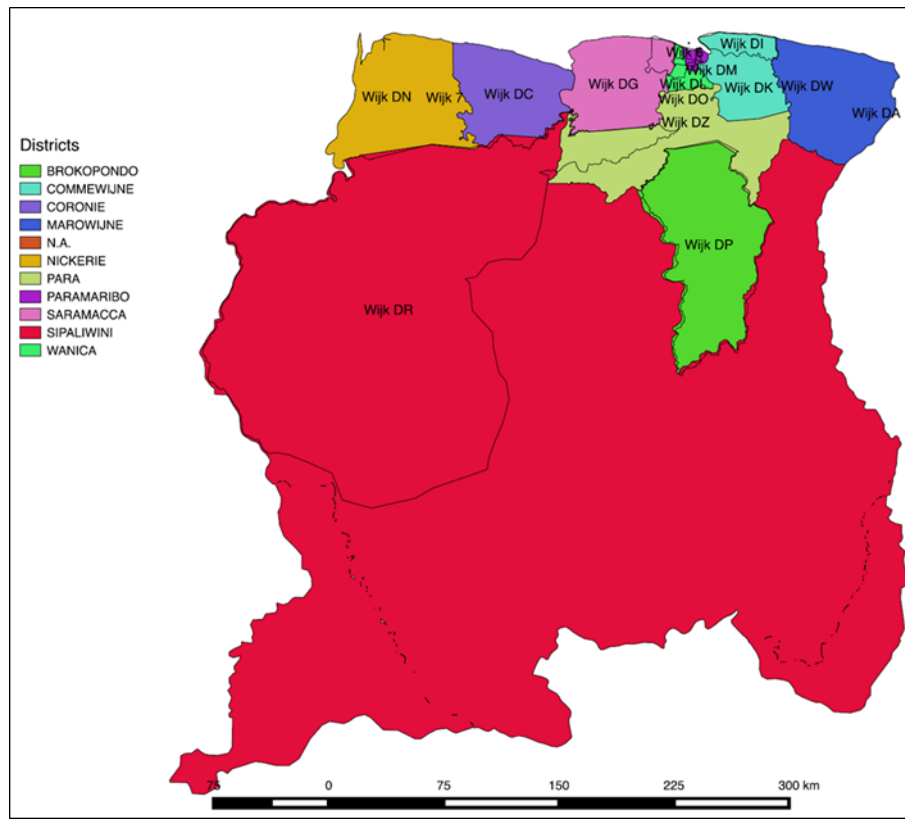 Wijk DI
Wijk 6
Wijk DN
Wijk 7
Wijk DC
Wijk DG
Wijk DM
Wijk DL
Wijk DK
Wijk DW
Wijk DO
Wijk DA
Wijk DZ
Districts
BROKOPONDO
COMMEWIJNE
CORONIE
MAROWIJNE
N.A.
NICKERIE
PARA
PARAMARIBO
SARAMACCA
SIPALIWINI
WANICA
Wijk DP
Wijk DR
75 0 75 150 225 300 km